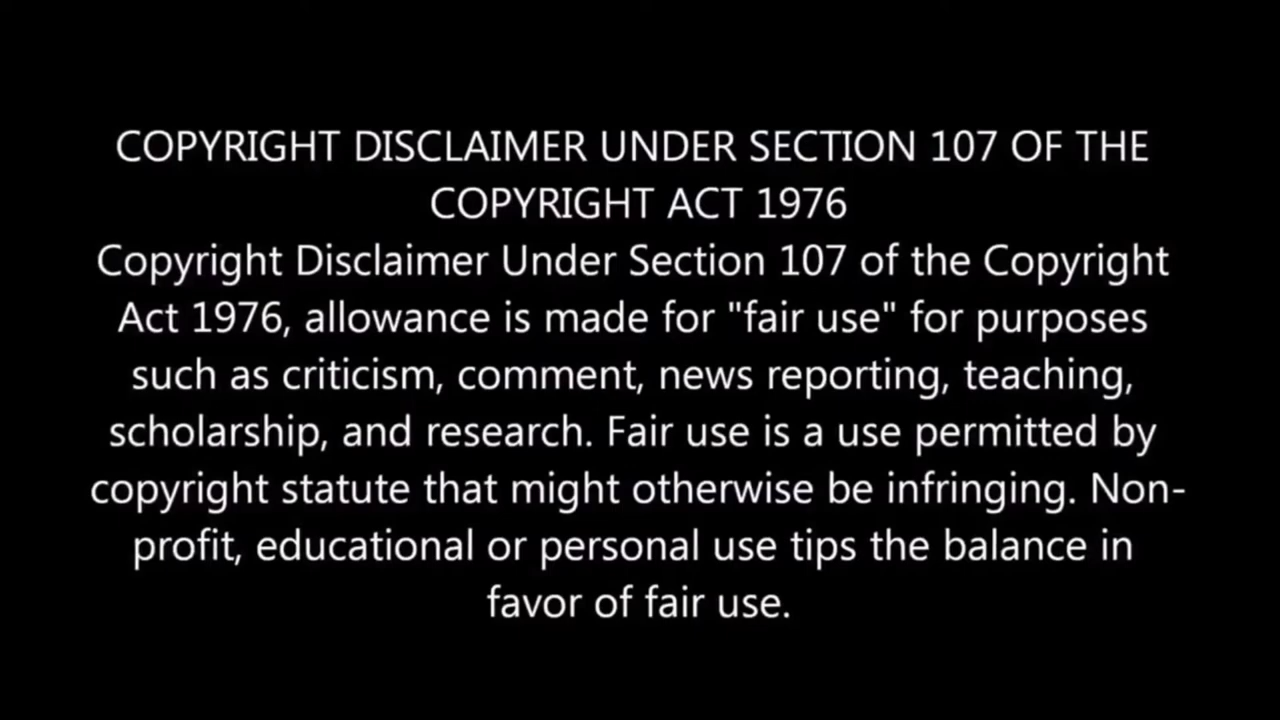 COPYRIGHT DISCLAIMER UNDER SECTION 107 OF THE
COPYRIGHT ACT 1976
Copyright Disclaimer Under Section 107 of the Copyright
Act 1976, allowance is made for "fair use" for purposes
such as criticism, comment, news reporting, teaching,
scholarship, and research. Fair use is a use permitted by
copyright statute that might otherwise be infringing. Non-
profit, educational or personal use tips the balance in
favor of fair use.